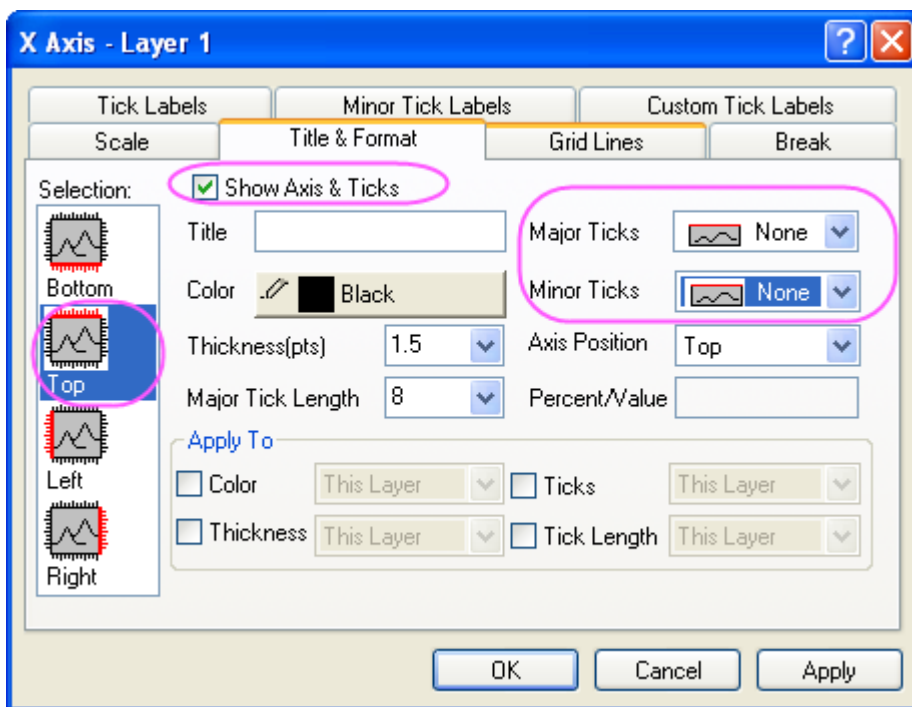 X Axis - Layer 1
Tick Labels Minor Tick Labels Custom Tick Labels
Scale Title & Format Grid Lines Break
Selection:
Bottom
Top
Left
Right
Show Axis & Ticks
Title
Major Ticks None
Color Black
Minor Ticks None
Thickness(pts) 1.5
Axis Position Top
Major Tick Length 8
Percent/Value
Apply To
Color This Layer
Ticks This Layer
Thickness This Layer
Tick Length This Layer
OK Cancel Apply